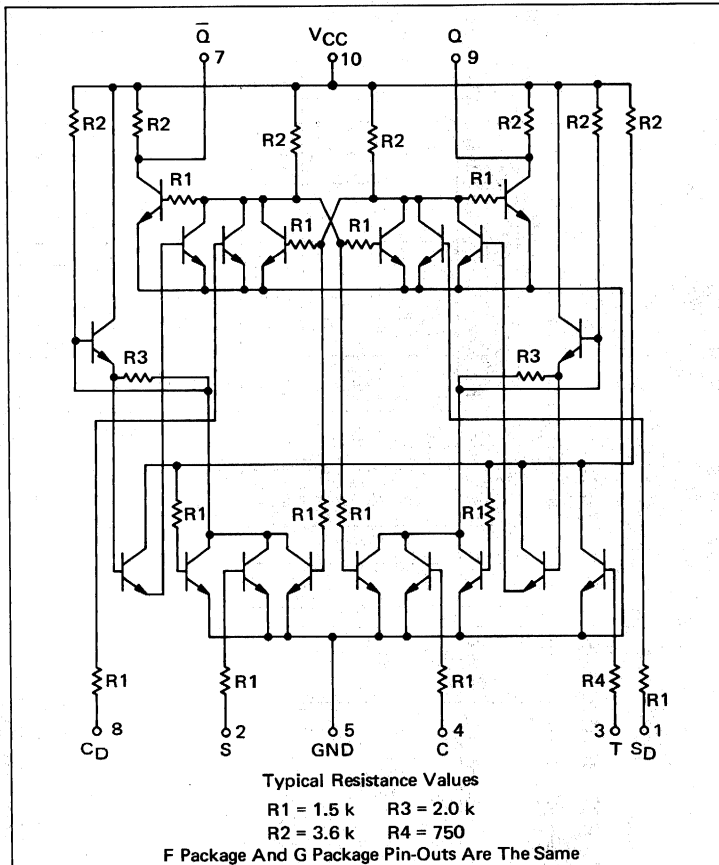 Q̄ VCC Q
7 10 9
R2 R2 R2 R2 R2 R2 R2
R1 R1
R1 R1
R3 R3
R1 R1 R1 R1
R1 R1 R1 R4 R1
8 2 5 4 3 1
CD S GND C T SD
Typical Resistance Values
R1 = 1.5 k R3 = 2.0 k
R2 = 3.6 k R4 = 750
F Package And G Package Pin-Outs Are The Same